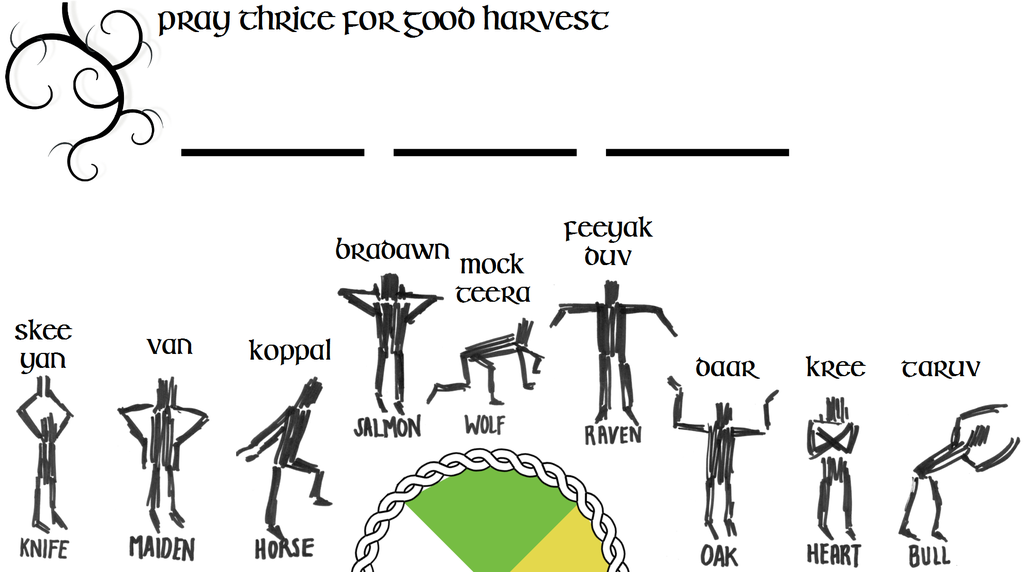 pray thrice for good harvest
feeyak
duv
bradawn
mock
teera
skee
yan
van
koppal
daar
kree
taruv
SALMON
WOLF
RAVEN
KNIFE
MAIDEN
HORSE
OAK
HEART
BULL